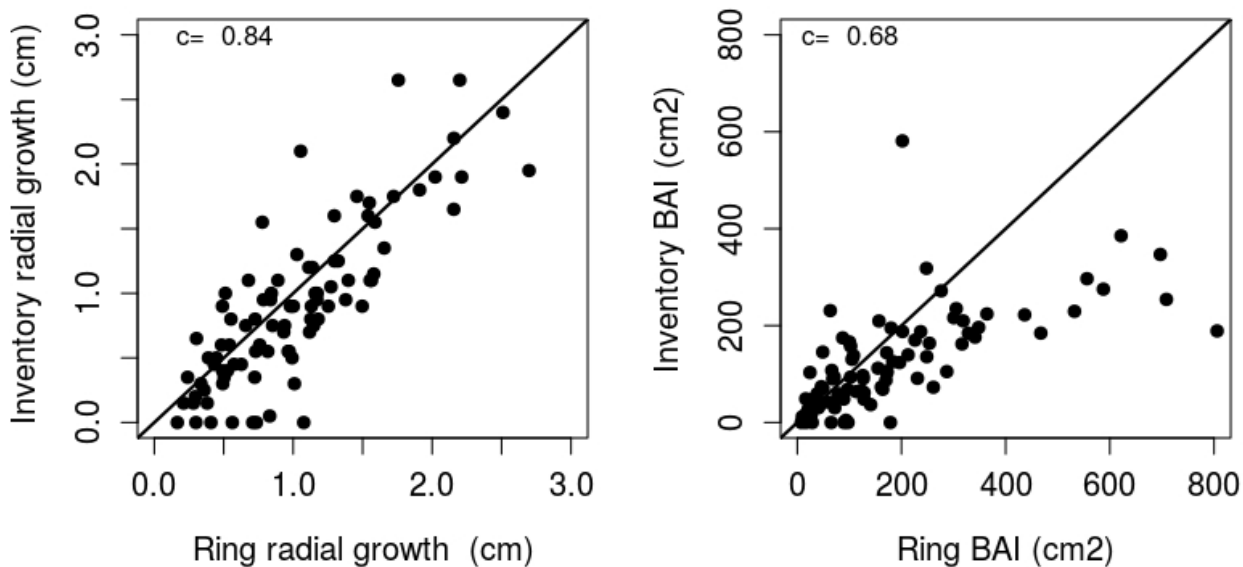 c= 0.84
Inventory radial growth (cm)
3.0
2.0
1.0
0.0
0.0 1.0 2.0 3.0
Ring radial growth (cm)
c= 0.68
Inventory BAI (cm2)
800
600
400
200
0
0 200 400 600 800
Ring BAI (cm2)